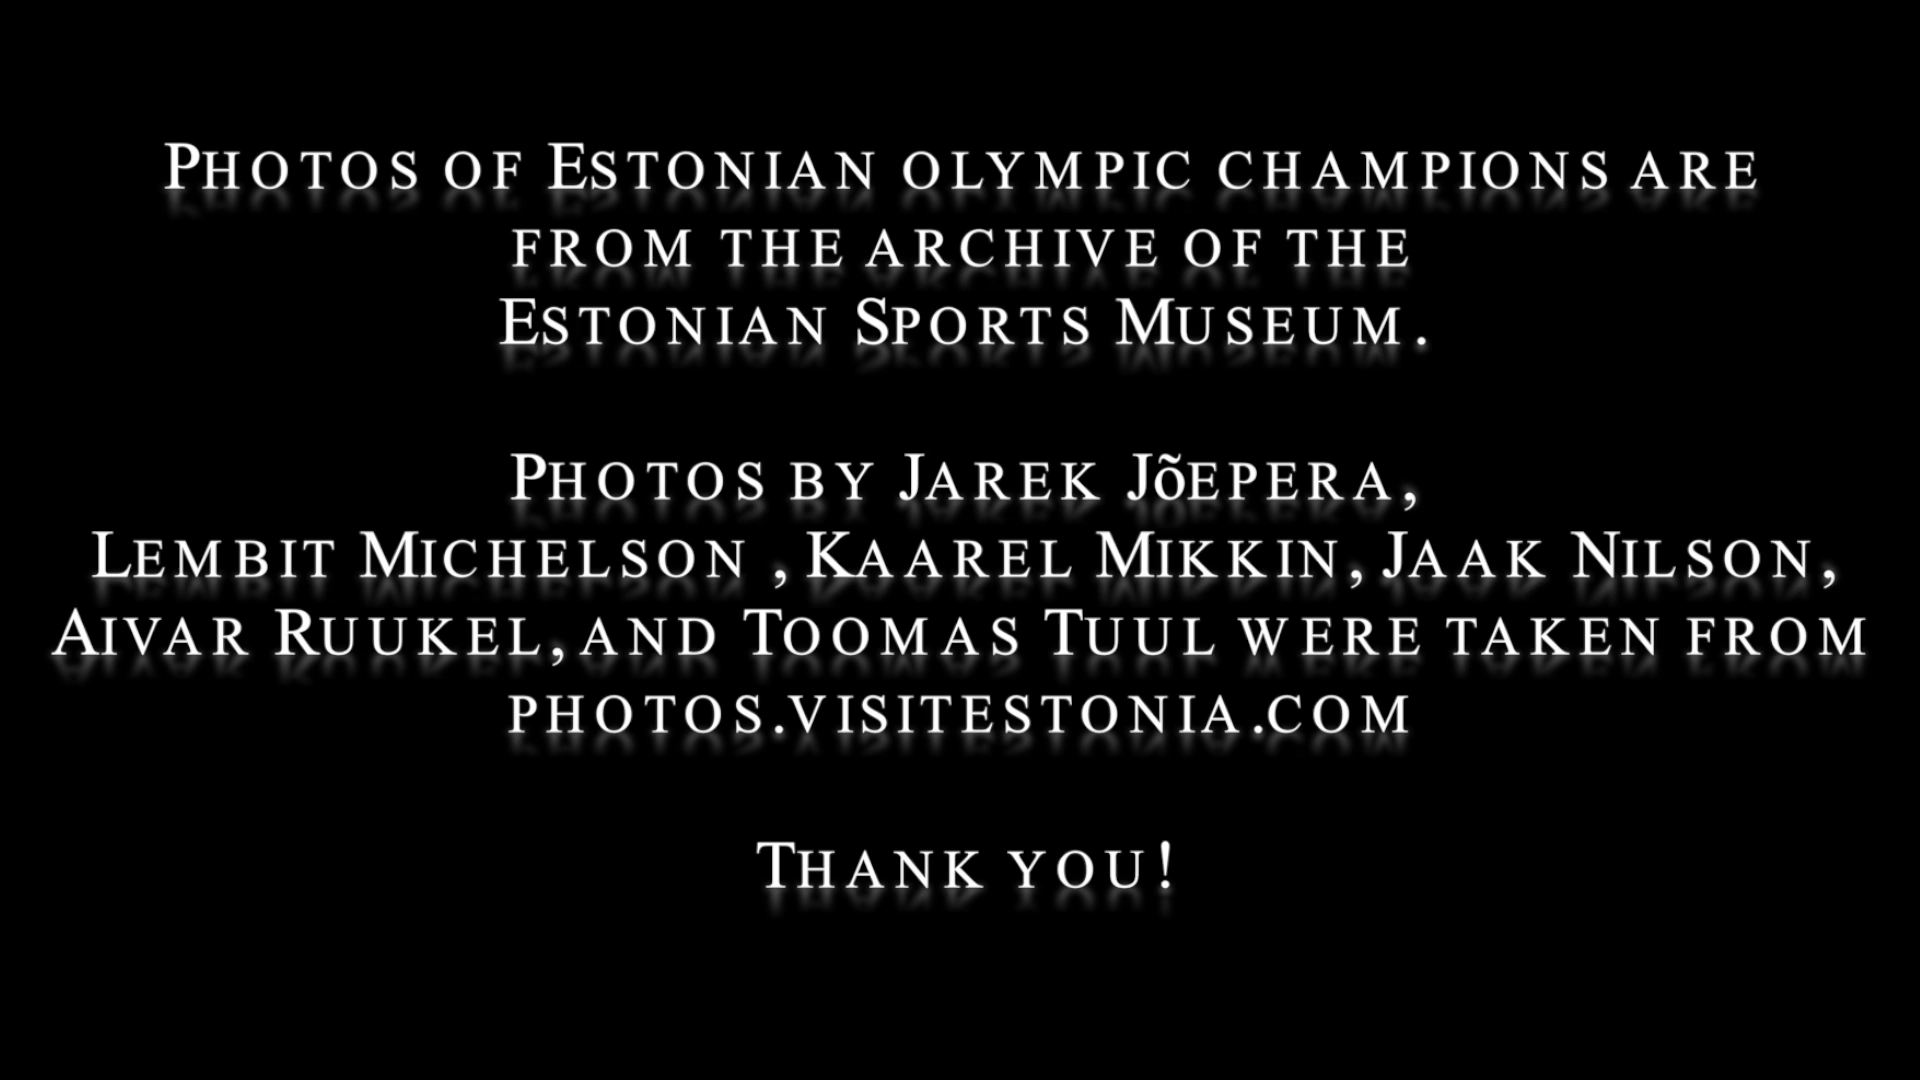 Photos of Estonian olympic champions are
from the archive of the
Estonian Sports Museum.
Photos by Jarek Jõepera,
Lembit Michelson , Kaarel Mikkin, Jaak Nilson,
Aivar Ruukel, and Toomas Tuul were taken from
photos.visitestonia.com
Thank you!